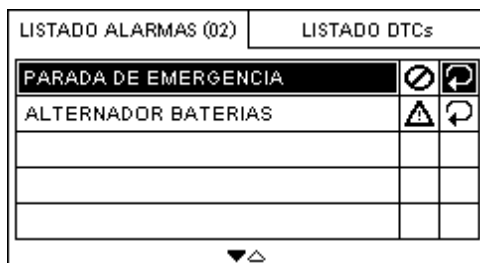 LISTADO ALARMAS (02) LISTADO DTCs
PARADA DE EMERGENCIA
ALTERNADOR BATERIAS